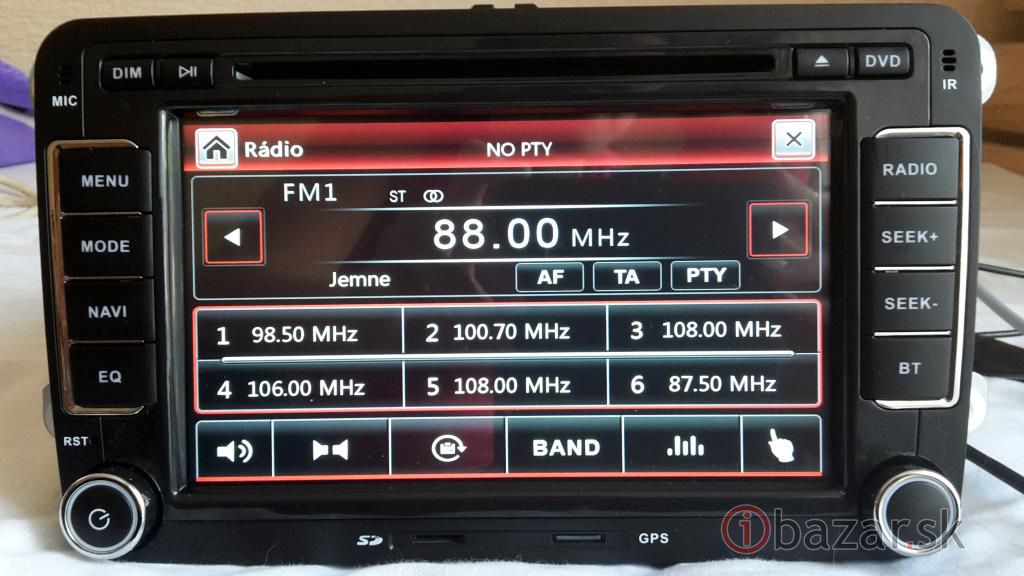 DIM
DVD
MIC
IR
Rádio NO PTY
MENU
RADIO
FM1 ST
MODE
88.00 MHz
SEEK+
Jemne AF TA PTY
NAVI
1 98.50 MHz 2 100.70 MHz 3 108.00 MHz
SEEK-
EQ
4 106.00 MHz 5 108.00 MHz 6 87.50 MHz
BT
RST
BAND
SD
GPS
ibazar.sk